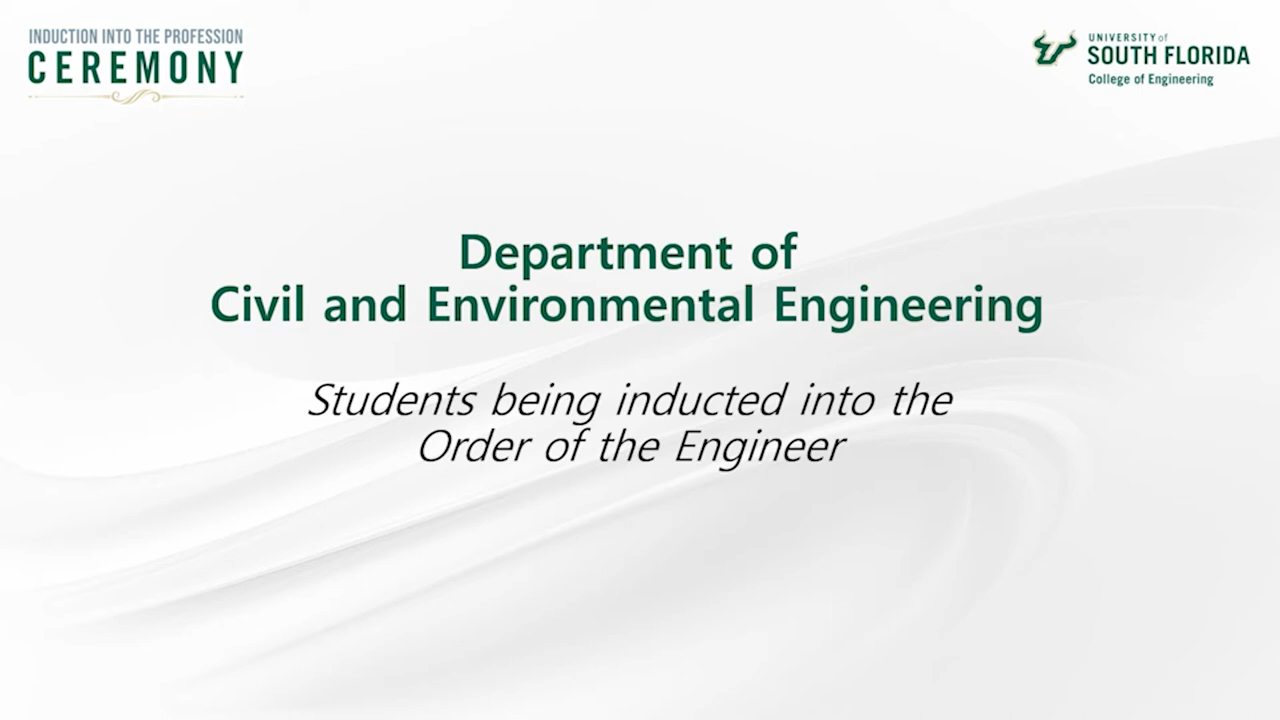 INDUCTION INTO THE PROFESSION
CEREMONY
UNIVERSITY of
SOUTH FLORIDA
College of Engineering
Department of
Civil and Environmental Engineering
Students being inducted into the
Order of the Engineer